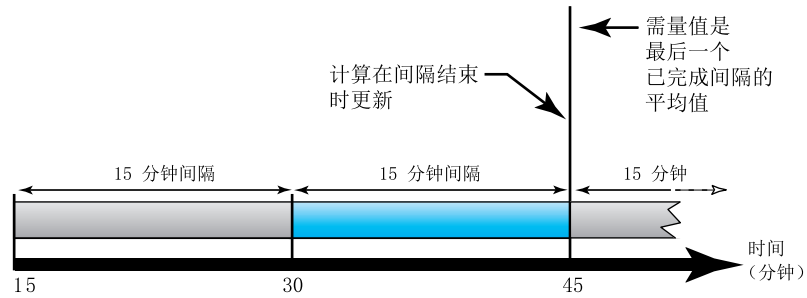 需量值是
最后一个
已完成间隔的
平均值
计算在间隔结束
时更新
15 分钟间隔
15 分钟间隔
15 分钟
时间
（分钟）
15
30
45